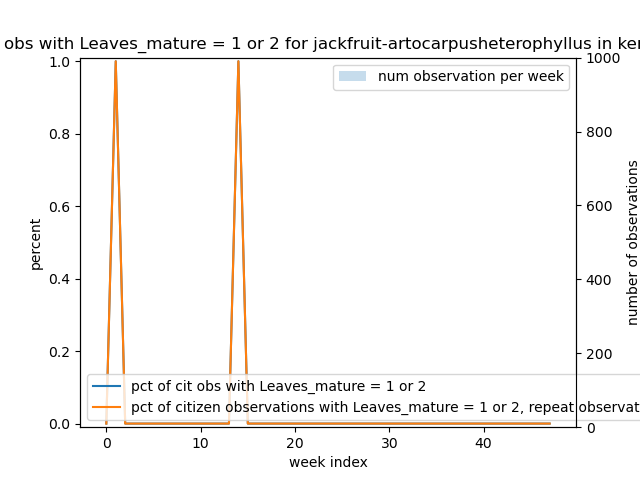 obs with Leaves_mature = 1 or 2 for jackfruit-artocarpusheterophyllus in
num observation per week
percent
number of observations
1.0
0.8
0.6
0.4
0.2
0.0
1000
800
600
400
200
0
pct of cit obs with Leaves_mature = 1 or 2
pct of citizen observations with Leaves_mature = 1 or 2, repeat
0 10 20 30 40
week index